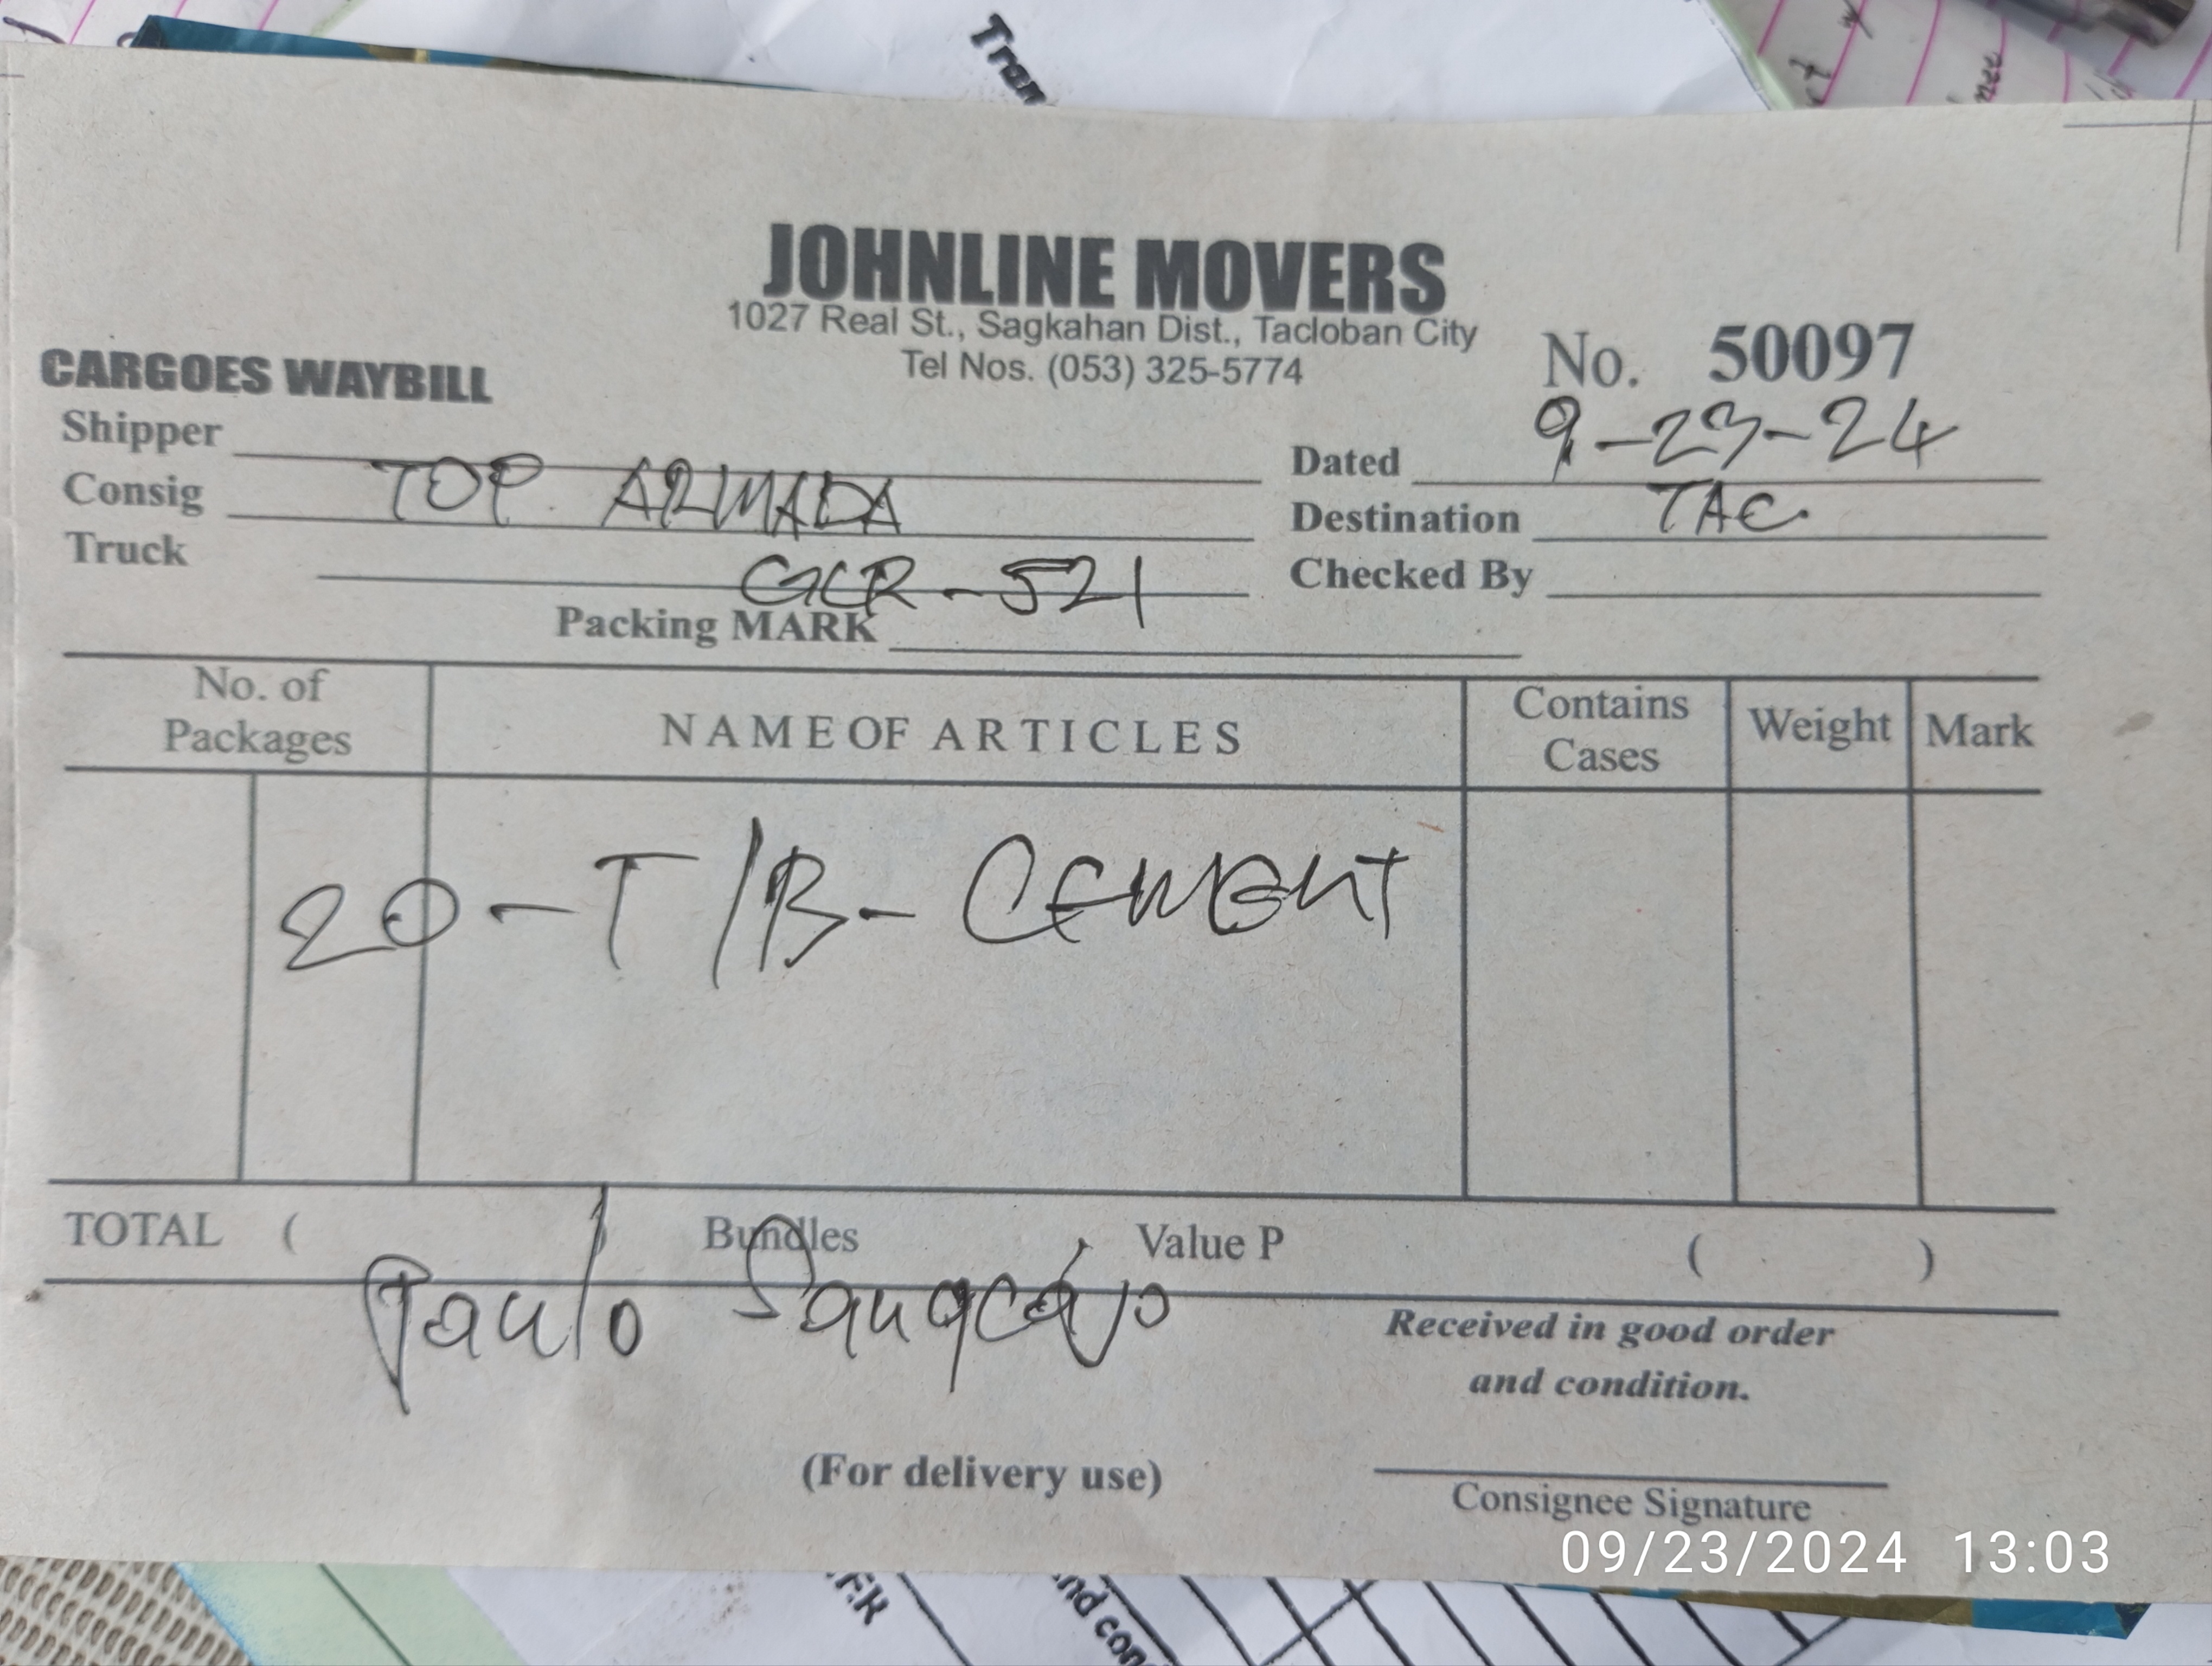 Tran
JOHNLINE MOVERS
1027 Real St., Sagkahan Dist., Tacloban City
Tel Nos. (053) 325-5774
No. 50097
CARGOES WAYBILL
Shipper
Dated 9-23-24
Consig TOP ARMADA
Destination TAC.
Truck GCR-521
Checked By
Packing MARK
No. of Packages
NAME OF ARTICLES
Contains Cases
Weight
Mark
20-T/B-CEMENT
TOTAL ( ) Bundles Value P ( )
Paulo
Received in good order
and condition.
(For delivery use)
Consignee Signature
09/23/2024 13:03
nd con